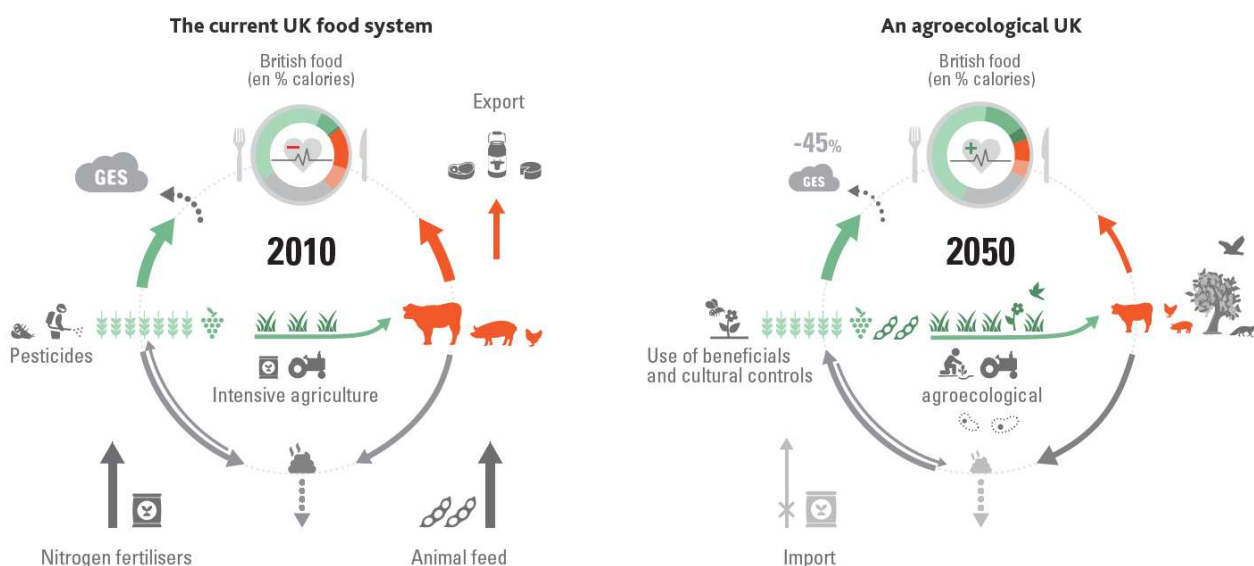 The current UK food system
British food
(en % calories)
Export
GES
2010
Pesticides
Intensive agriculture
Nitrogen fertilisers
Animal feed
An agroecological UK
British food
(en % calories)
-45%
GES
2050
Use of beneficials
and cultural controls
agroecological
Import